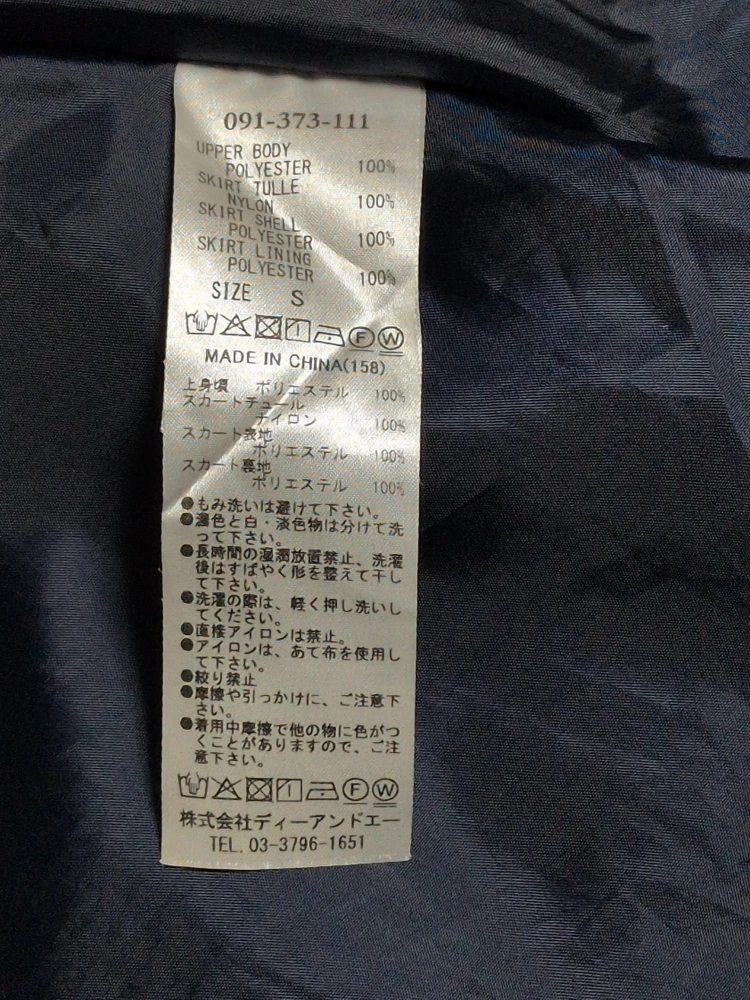 091-373-111
UPPER BODY
POLYESTER 100%
SKIRT TULLE
NYLON 100%
SKIRT SHELL
POLYESTER 100%
SKIRT LINING
POLYESTER 100%
SIZE S
F W
MADE IN CHINA(158)
上身頃 ポリエステル 100%
スカートチュール
ナイロン 100%
スカート表地
ポリエステル 100%
スカート裏地
ポリエステル 100%
●もみ洗いは避けて下さい。
●濃色と白・淡色物は分けて洗
って下さい。
●長時間の湿潤放置禁止、洗濯
後はすばやく形を整えて干し
て下さい。
●洗濯の際は、軽く押し洗いし
てください。
●直接アイロンは禁止。
●アイロンは、あて布を使用し
て下さい。
●絞り禁止
●摩擦や引っかけに、ご注意下
さい。
●着用中摩擦で他の物に色がつ
くことがありますので、ご注
意下さい。
F W
株式会社ディーアンドエー
TEL. 03-3796-1651